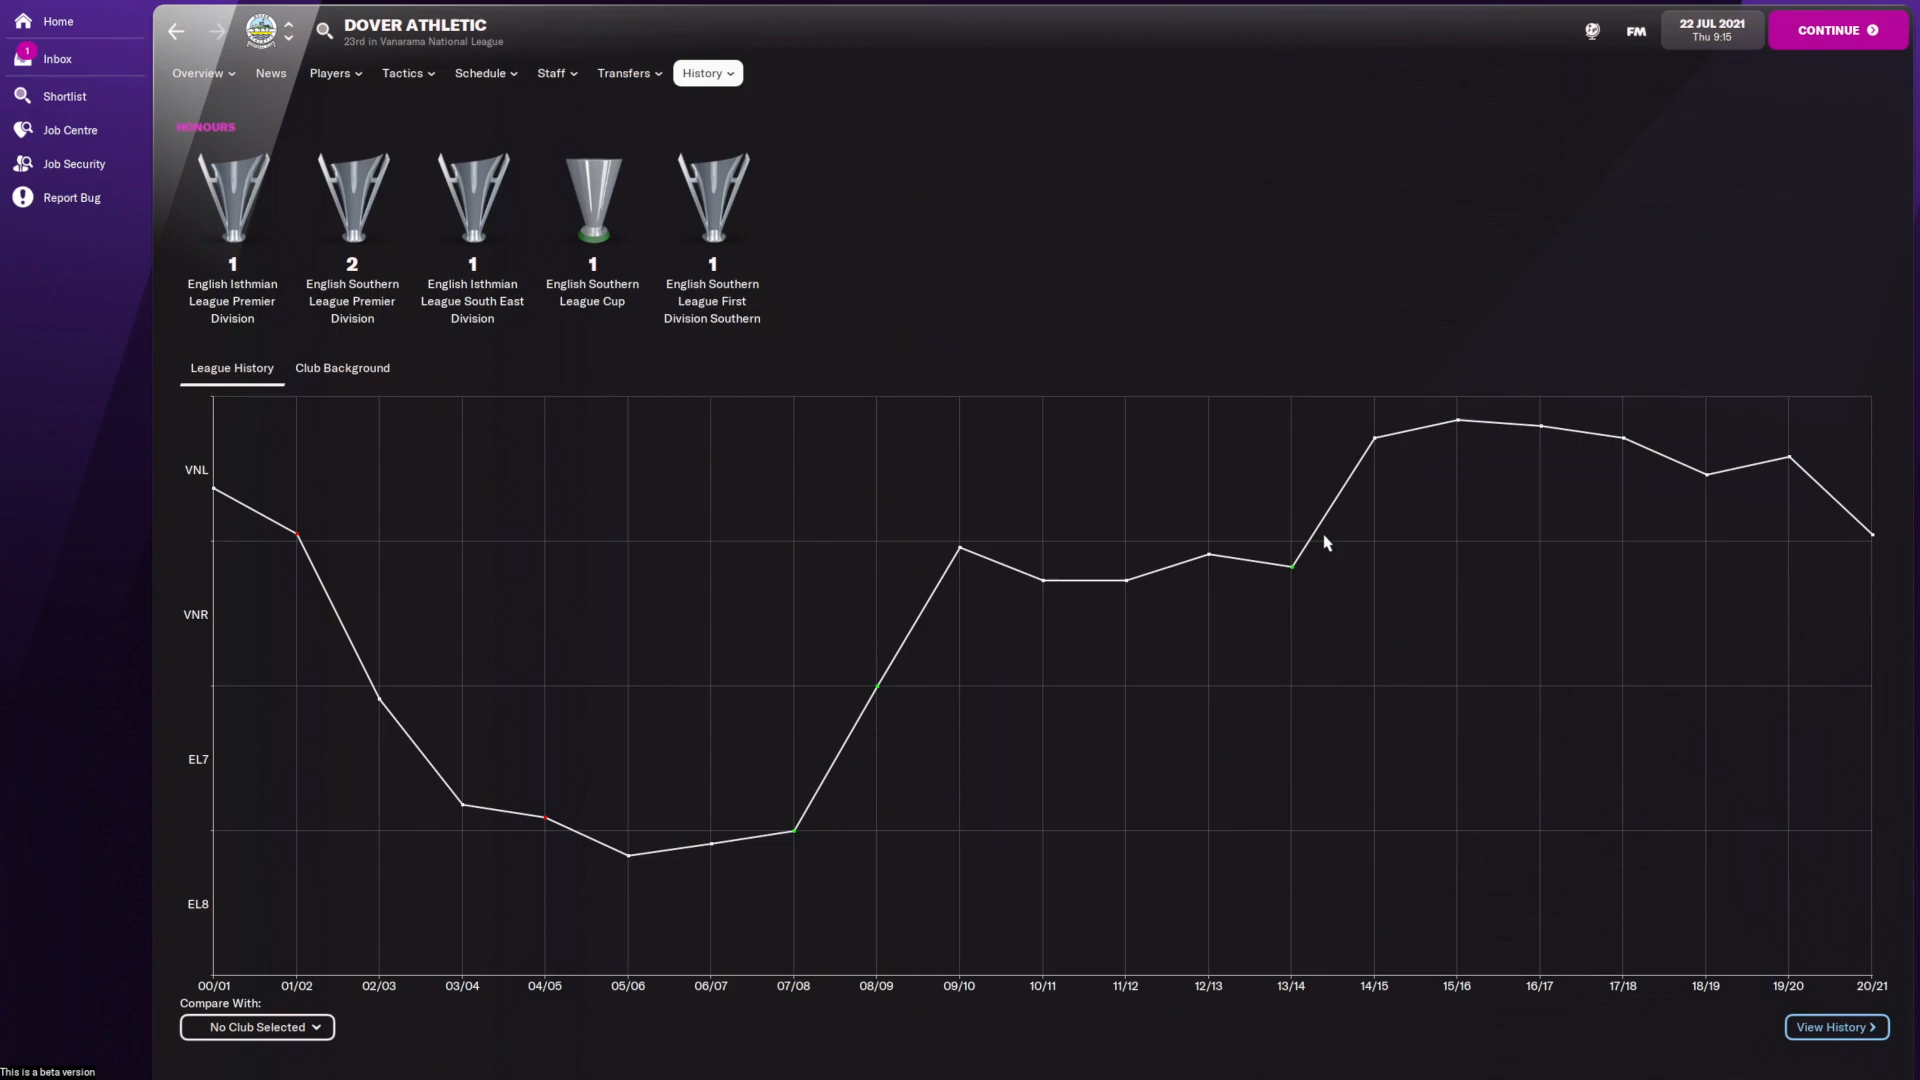 Home
1
Inbox
Shortlist
Job Centre
Job Security
Report Bug
DOVER ATHLETIC
23rd in Vanarama National League
FM
22 JUL 2021
Thu 9:15
CONTINUE
Overview
News
Players
Tactics
Schedule
Staff
Transfers
History
HONOURS
1
English Isthmian
League Premier
Division
2
English Southern
League Premier
Division
1
English Isthmian
League South East
Division
1
English Southern
League Cup
1
English Southern
League First
Division Southern
League History
Club Background
VNL
VNR
EL7
EL8
00/01
01/02
02/03
03/04
04/05
05/06
06/07
07/08
08/09
09/10
10/11
11/12
12/13
13/14
14/15
15/16
16/17
17/18
18/19
19/20
20/21
Compare With:
No Club Selected
View History
This is a beta version